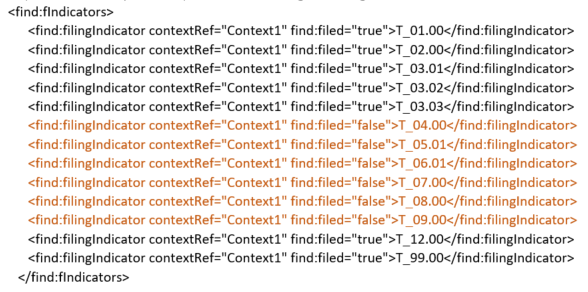 <find:fIndicators>
<find:filingIndicator contextRef="Context1" find:filed="true">T_01.00</find:filingIndicator>
<find:filingIndicator contextRef="Context1" find:filed="true">T_02.00</find:filingIndicator>
<find:filingIndicator contextRef="Context1" find:filed="true">T_03.01</find:filingIndicator>
<find:filingIndicator contextRef="Context1" find:filed="true">T_03.02</find:filingIndicator>
<find:filingIndicator contextRef="Context1" find:filed="true">T_03.03</find:filingIndicator>
<find:filingIndicator contextRef="Context1" find:filed="false">T_04.00</find:filingIndicator>
<find:filingIndicator contextRef="Context1" find:filed="false">T_05.01</find:filingIndicator>
<find:filingIndicator contextRef="Context1" find:filed="false">T_06.01</find:filingIndicator>
<find:filingIndicator contextRef="Context1" find:filed="false">T_07.00</find:filingIndicator>
<find:filingIndicator contextRef="Context1" find:filed="false">T_08.00</find:filingIndicator>
<find:filingIndicator contextRef="Context1" find:filed="false">T_09.00</find:filingIndicator>
<find:filingIndicator contextRef="Context1" find:filed="true">T_12.00</find:filingIndicator>
<find:filingIndicator contextRef="Context1" find:filed="true">T_99.00</find:filingIndicator>
</find:fIndicators>